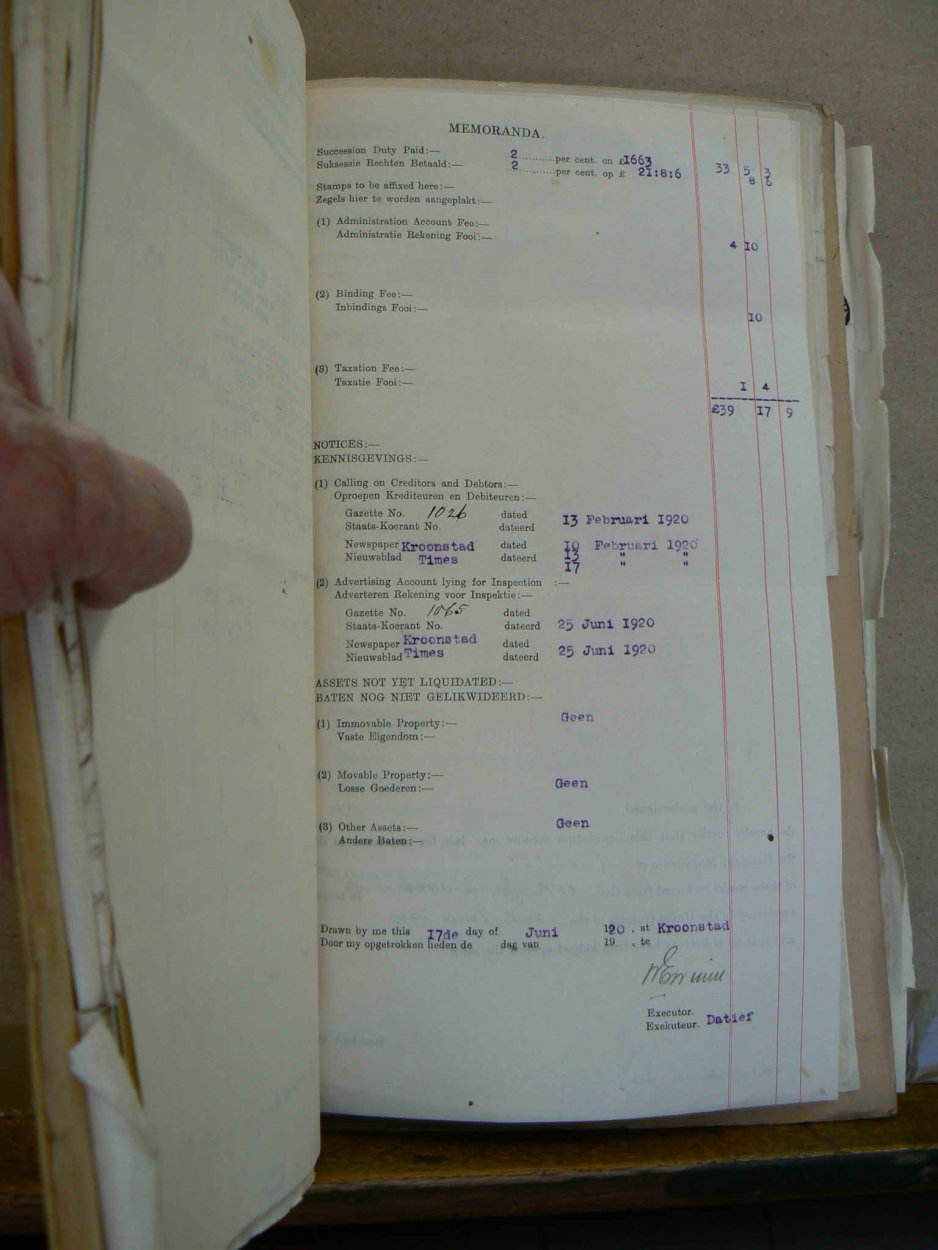 MEMORANDA.
Succession Duty Paid:— 2 per cent. on £1663 33 5 3
Suksessie Rechten Betaald:— 2 per cent. op £ 21:8:6 8 6
Stamps to be affixed here:—
Zegels hier te worden aangeplakt:—
(1) Administration Account Fee:—
Administratie Rekening Fooi:—
4 10
(2) Binding Fee:—
Inbindings Fooi:—
10
(3) Taxation Fee:—
Taxatie Fooi:—
1 4
£39 17 9
NOTICES:—
KENNISGEVINGS:—
(1) Calling on Creditors and Debtors:—
Oproepen Krediteuren en Debiteuren:—
Gazette No. 1026 dated
Staats-Koerant No. dateerd 13 Februari 1920
Newspaper Kroonstad dated 10 Februari 1920
Nieuwsblad Times dateerd 13 " "
17 " "
(2) Advertising Account lying for Inspection :—
Adverteren Rekening voor Inspektie:—
Gazette No. 1065 dated
Staats-Koerant No. dateerd 25 Juni 1920
Newspaper Kroonstad dated
Nieuwsblad Times dateerd 25 Juni 1920
ASSETS NOT YET LIQUIDATED:—
BATEN NOG NIET GELIKWIDEERD:—
(1) Immovable Property:— Geen
Vaste Eigendom:—
(2) Movable Property:—
Losse Goederen:— Geen
(3) Other Assets:— Geen
Andere Baten:—
Drawn by me this 17de day of Juni 1920 , at Kroonstad
Door my opgetrokken heden de dag van 19 , te
Executor.
Exekuteur. Datief